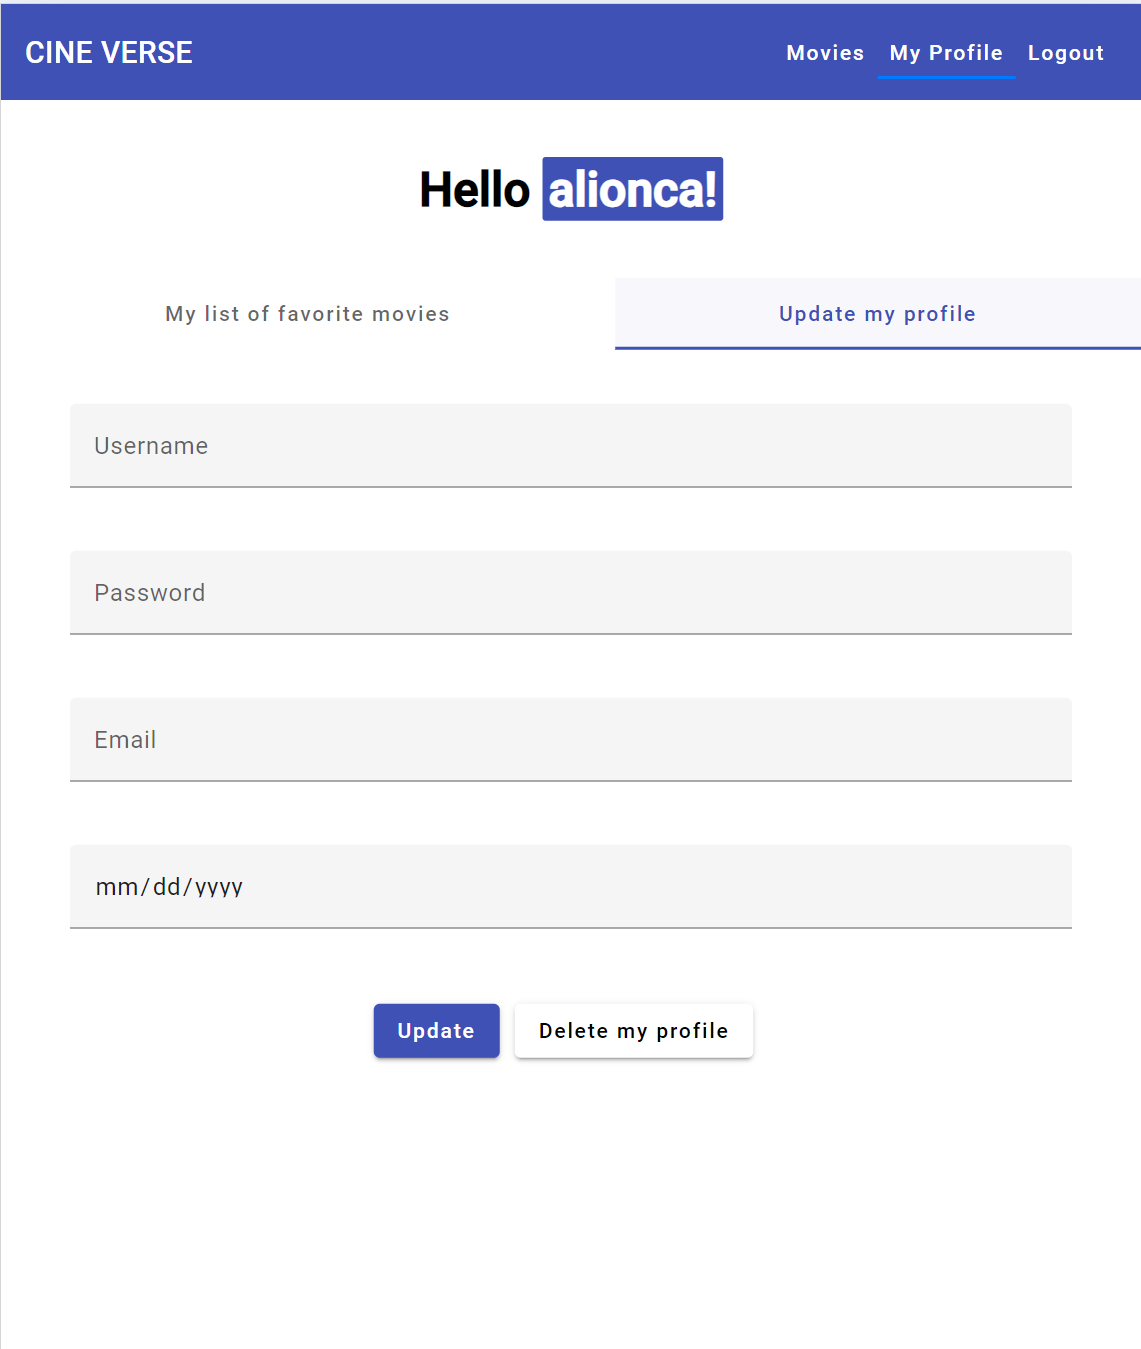 CINE VERSE Movies My Profile Logout
Hello alionca!
My list of favorite movies Update my profile
Username
Password
Email
mm/dd/yyyy
Update Delete my profile